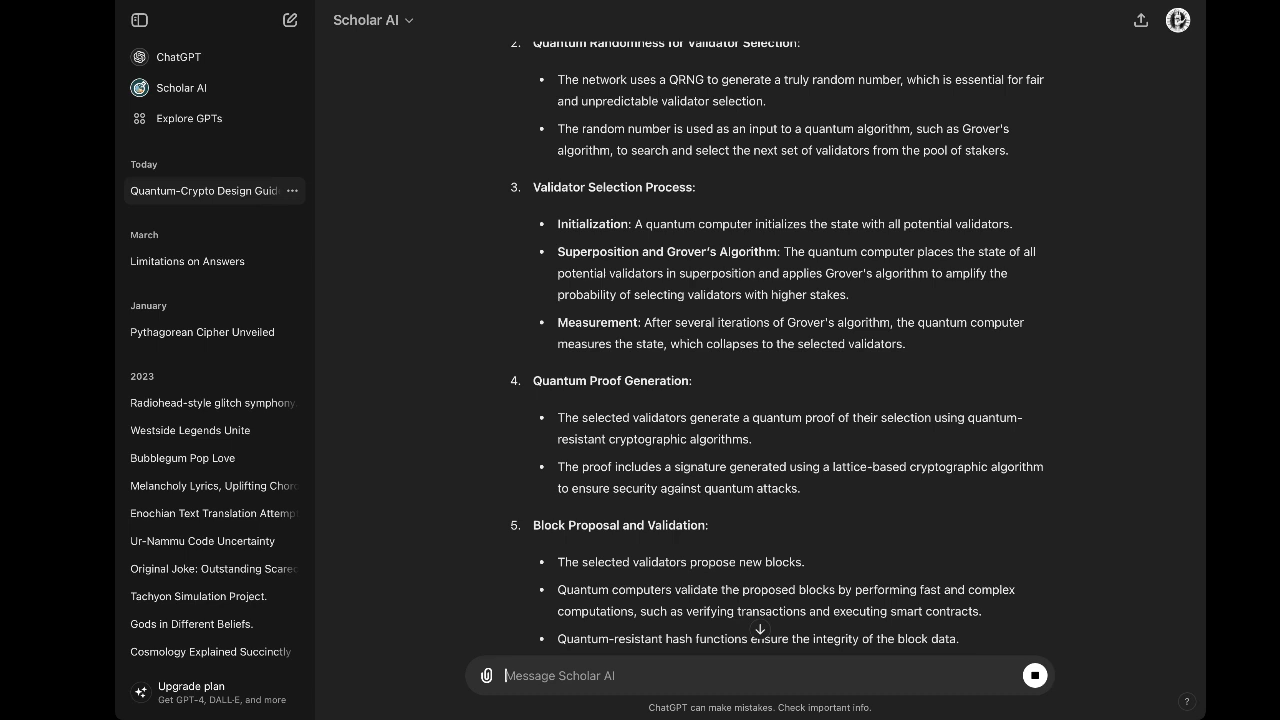 Scholar AI
ChatGPT
Scholar AI
Explore GPTs
Today
Quantum-Crypto Design Guid
March
Limitations on Answers
January
Pythagorean Cipher Unveiled
2023
Radiohead-style glitch symphony.
Westside Legends Unite
Bubblegum Pop Love
Melancholy Lyrics, Uplifting Chor
Enochian Text Translation Attemp
Ur-Nammu Code Uncertainty
Original Joke: Outstanding Scare
Tachyon Simulation Project.
Gods in Different Beliefs.
Cosmology Explained Succinctly
Upgrade plan
Get GPT-4, DALL·E, and more
2. Quantum Randomness for Validator Selection:
• The network uses a QRNG to generate a truly random number, which is essential for fair
and unpredictable validator selection.
• The random number is used as an input to a quantum algorithm, such as Grover's
algorithm, to search and select the next set of validators from the pool of stakers.
3. Validator Selection Process:
• Initialization: A quantum computer initializes the state with all potential validators.
• Superposition and Grover's Algorithm: The quantum computer places the state of all
potential validators in superposition and applies Grover's algorithm to amplify the
probability of selecting validators with higher stakes.
• Measurement: After several iterations of Grover's algorithm, the quantum computer
measures the state, which collapses to the selected validators.
4. Quantum Proof Generation:
• The selected validators generate a quantum proof of their selection using quantum-
resistant cryptographic algorithms.
• The proof includes a signature generated using a lattice-based cryptographic algorithm
to ensure security against quantum attacks.
5. Block Proposal and Validation:
• The selected validators propose new blocks.
• Quantum computers validate the proposed blocks by performing fast and complex
computations, such as verifying transactions and executing smart contracts.
• Quantum-resistant hash functions ensure the integrity of the block data.
Message Scholar AI
ChatGPT can make mistakes. Check important info.
?